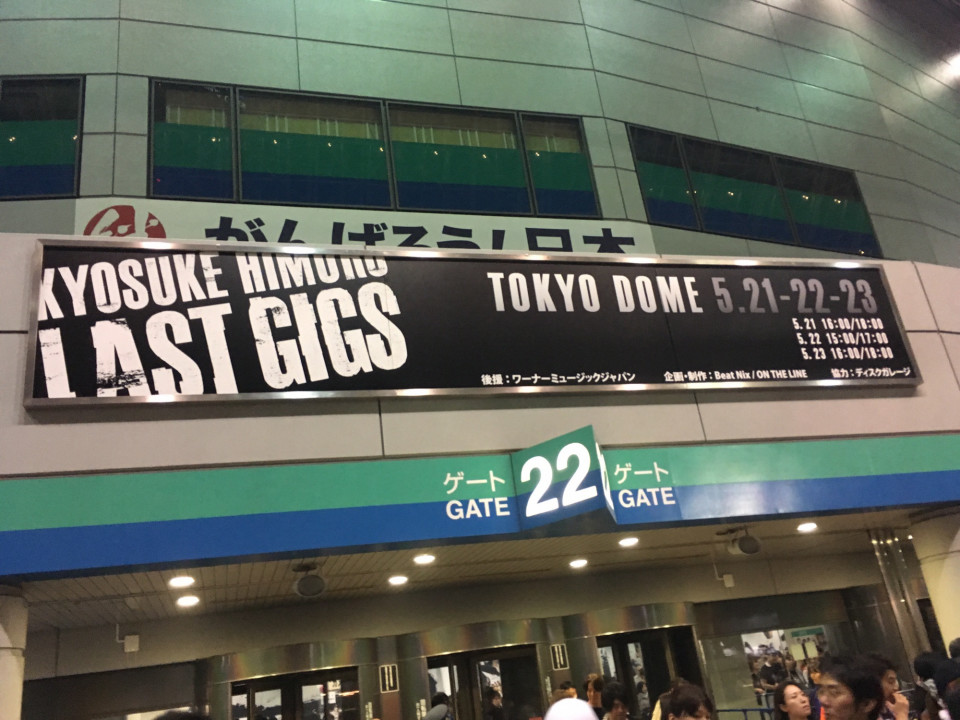 がんばろう!日本
KYOSUKE HIMURO
LAST GIGS
TOKYO DOME 5.21-22-23
5.21 16:00/18:00
5.22 15:00/17:00
5.23 16:00/18:00
後援:ワーナーミュージックジャパン 企画・制作:Beat Nix / ON THE LINE 協力:ディスクガレージ
ゲート 22 ゲート
GATE GATE